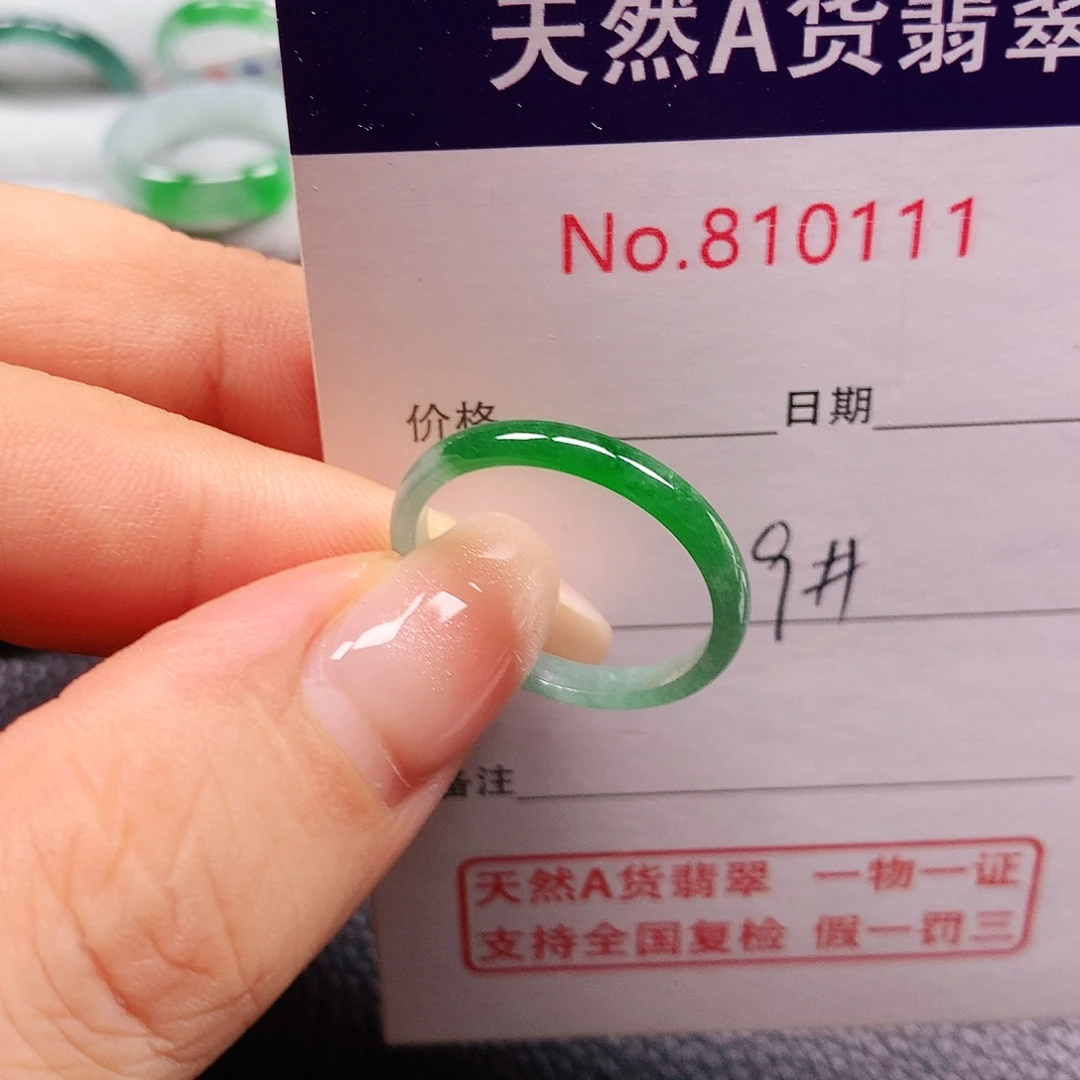 天然A货翡翠
No.810111
价格 日期
9#
备注
天然A货翡翠 一物一证
支持全国复检 假一罚三